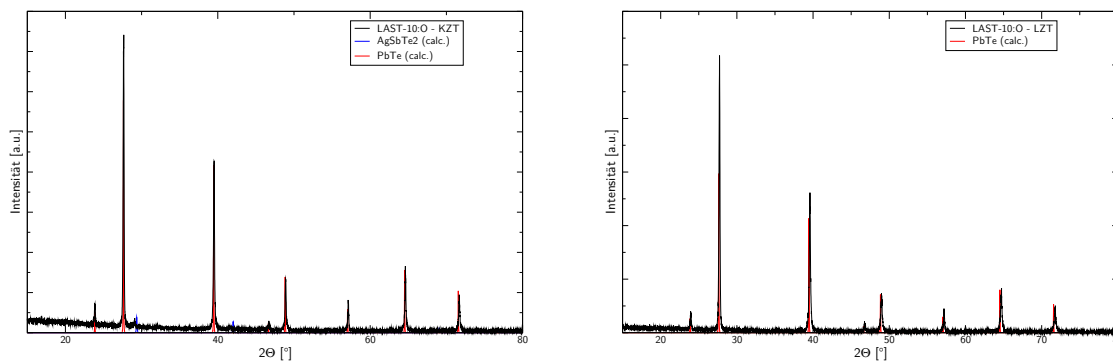 LAST-10:O - KZT
AgSbTe2 (calc.)
PbTe (calc.)
Intensität [a.u.]
20
40
60
80
2Θ [°]
LAST-10:O - LZT
PbTe (calc.)
Intensität [a.u.]
20
30
40
50
60
70
2Θ [°]